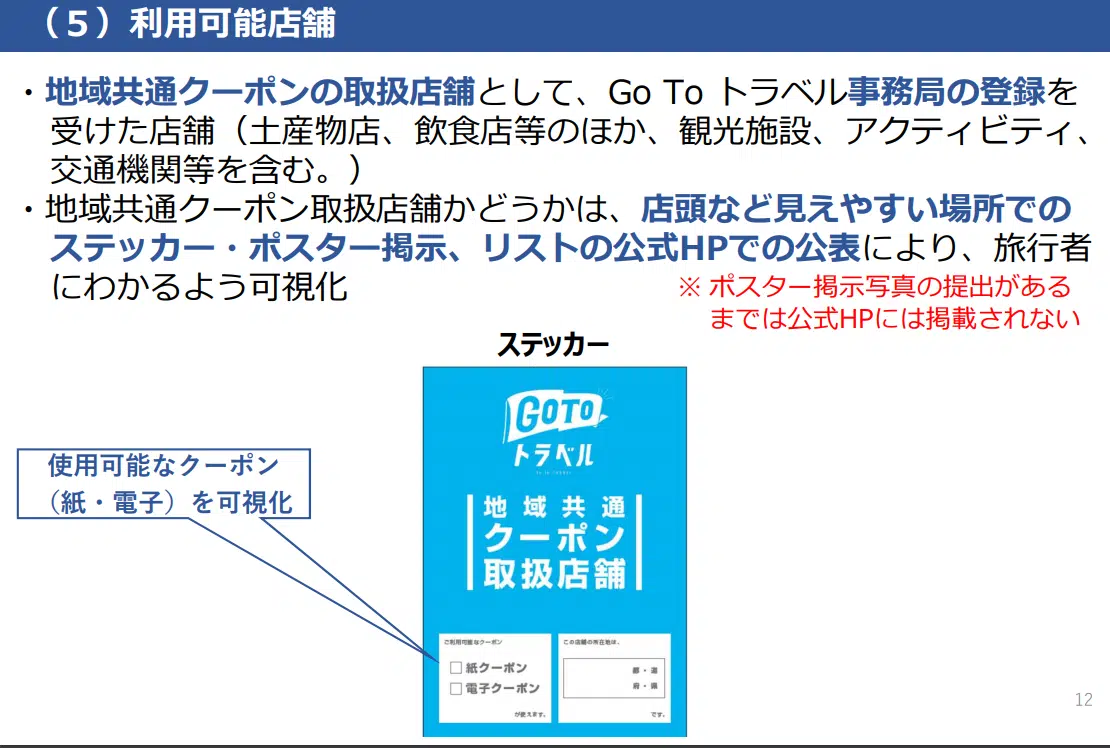 （５）利用可能店舗
・地域共通クーポンの取扱店舗として、Go To トラベル事務局の登録を
受けた店舗（土産物店、飲食店等のほか、観光施設、アクティビティ、
交通機関等を含む。）
・地域共通クーポン取扱店舗かどうかは、店頭など見えやすい場所での
ステッカー・ポスター掲示、リストの公式HPでの公表により、旅行者
にわかるよう可視化
※ ポスター掲示写真の提出がある
までは公式HPには掲載されない
ステッカー
使用可能なクーポン
（紙・電子）を可視化
GOTO
トラベル
地域共通
クーポン
取扱店舗
ご利用可能なクーポン
□紙クーポン
□電子クーポン
が使えます。
この店舗の所在地は、
都・道
府・県
です。
12